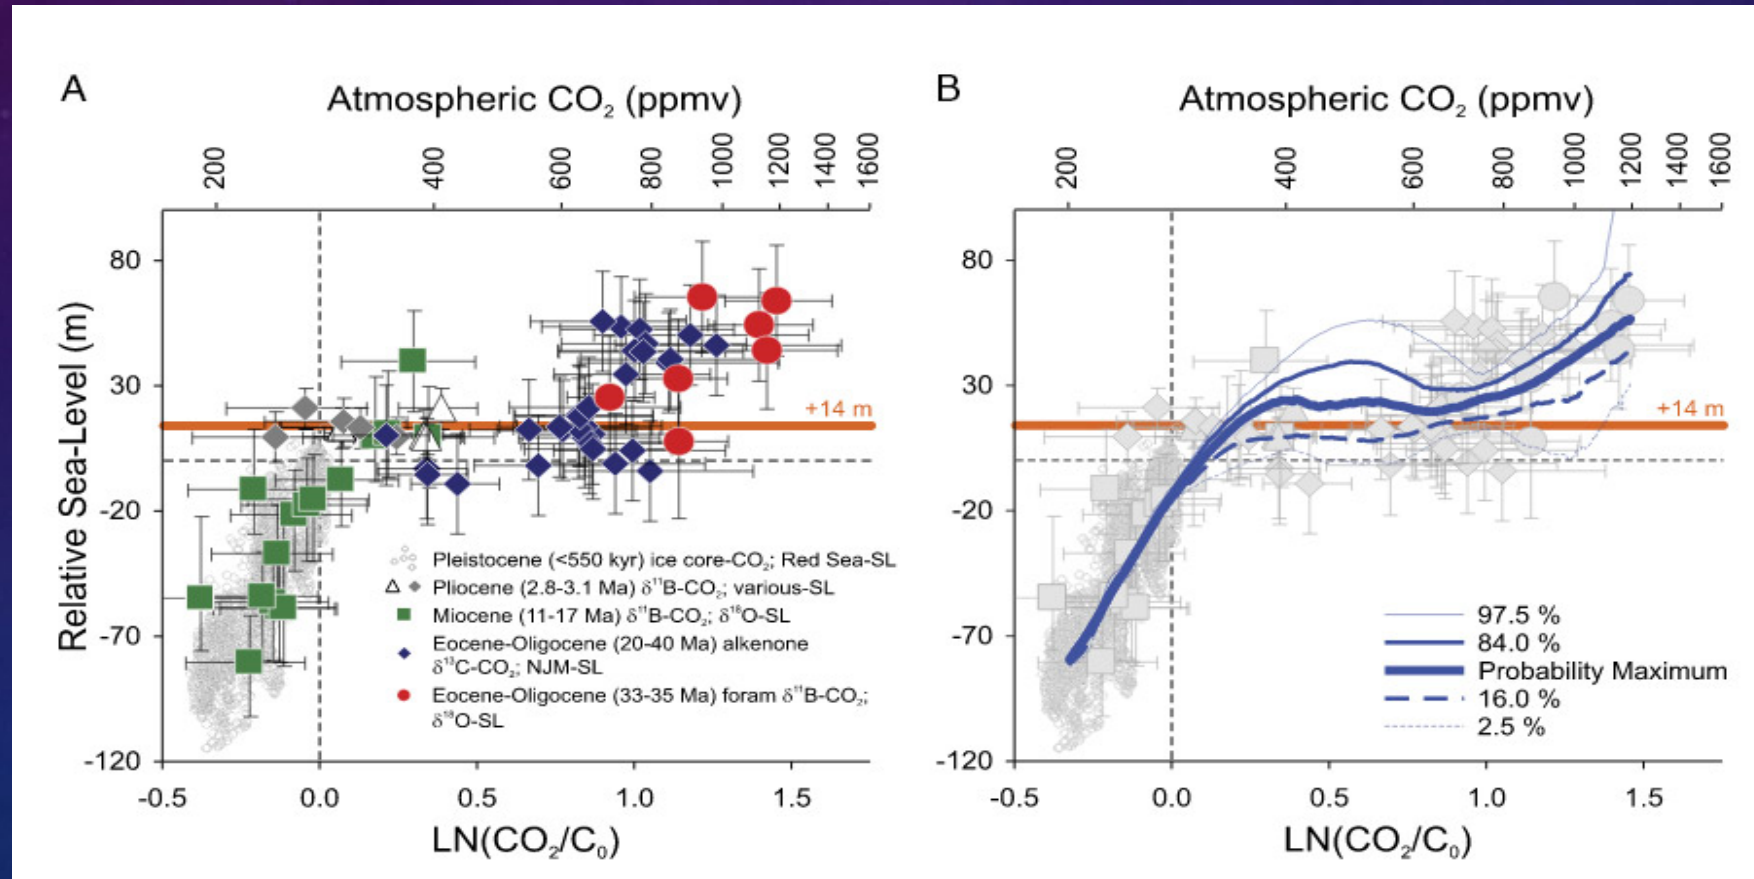 A
Atmospheric CO₂ (ppmv)
200 400 600 800 1000 1200 1400 1600
Relative Sea-Level (m)
80
30
-20
-70
-120
+14 m
Pleistocene (<550 kyr) ice core-CO₂; Red Sea-SL
Pliocene (2.8-3.1 Ma) δ¹¹B-CO₂; various-SL
Miocene (11-17 Ma) δ¹¹B-CO₂; δ¹⁸O-SL
Eocene-Oligocene (20-40 Ma) alkenone
δ¹³C-CO₂; NJM-SL
Eocene-Oligocene (33-35 Ma) foram δ¹¹B-CO₂;
δ¹⁸O-SL
-0.5 0.0 0.5 1.0 1.5
LN(CO₂/C₀)
B
Atmospheric CO₂ (ppmv)
200 400 600 800 1000 1200 1400 1600
80
30
-20
-70
-120
+14 m
97.5 %
84.0 %
Probability Maximum
16.0 %
2.5 %
-0.5 0.0 0.5 1.0 1.5
LN(CO₂/C₀)